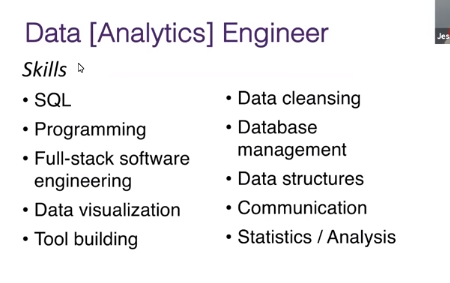 Data [Analytics] Engineer
Jes
Skills
• SQL
• Programming
• Full-stack software
engineering
• Data visualization
• Tool building
• Data cleansing
• Database
management
• Data structures
• Communication
• Statistics / Analysis